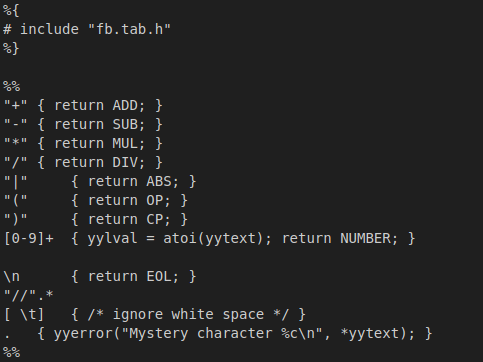 %{
# include "fb.tab.h"
%}

%%
"+" { return ADD; }
"-" { return SUB; }
"*" { return MUL; }
"/" { return DIV; }
"|"     { return ABS; }
"("     { return OP; }
")"     { return CP; }
[0-9]+  { yylval = atoi(yytext); return NUMBER; }

\n      { return EOL; }
"//".*
[ \t]   { /* ignore white space */ }
.   { yyerror("Mystery character %c\n", *yytext); }
%%